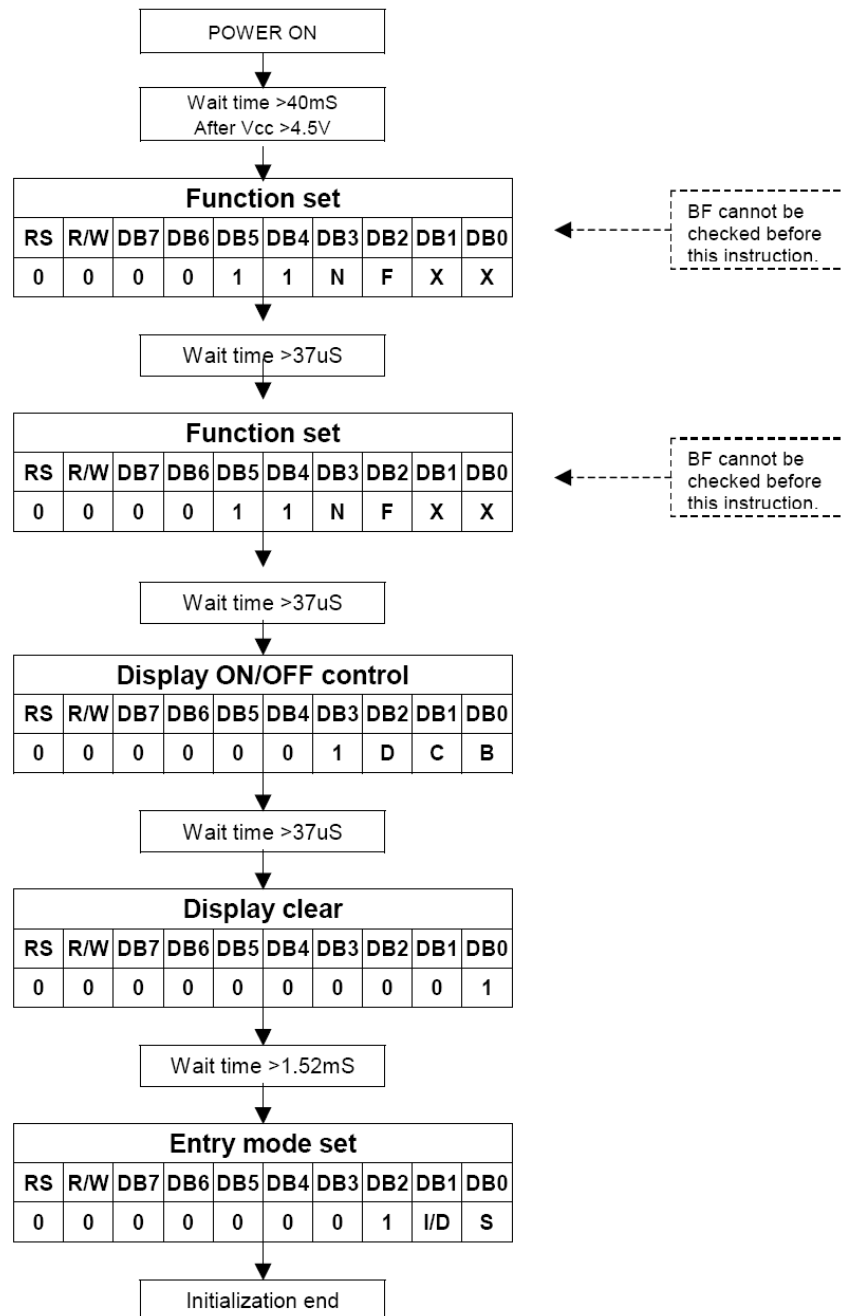 POWER ON
Wait time >40mS
After Vcc >4.5V
Function set
RS R/W DB7 DB6 DB5 DB4 DB3 DB2 DB1 DB0
0 0 0 0 1 1 N F X X
BF cannot be
checked before
this instruction.
Wait time >37uS
Function set
RS R/W DB7 DB6 DB5 DB4 DB3 DB2 DB1 DB0
0 0 0 0 1 1 N F X X
BF cannot be
checked before
this instruction.
Wait time >37uS
Display ON/OFF control
RS R/W DB7 DB6 DB5 DB4 DB3 DB2 DB1 DB0
0 0 0 0 0 0 1 D C B
Wait time >37uS
Display clear
RS R/W DB7 DB6 DB5 DB4 DB3 DB2 DB1 DB0
0 0 0 0 0 0 0 0 0 1
Wait time >1.52mS
Entry mode set
RS R/W DB7 DB6 DB5 DB4 DB3 DB2 DB1 DB0
0 0 0 0 0 0 0 1 I/D S
Initialization end